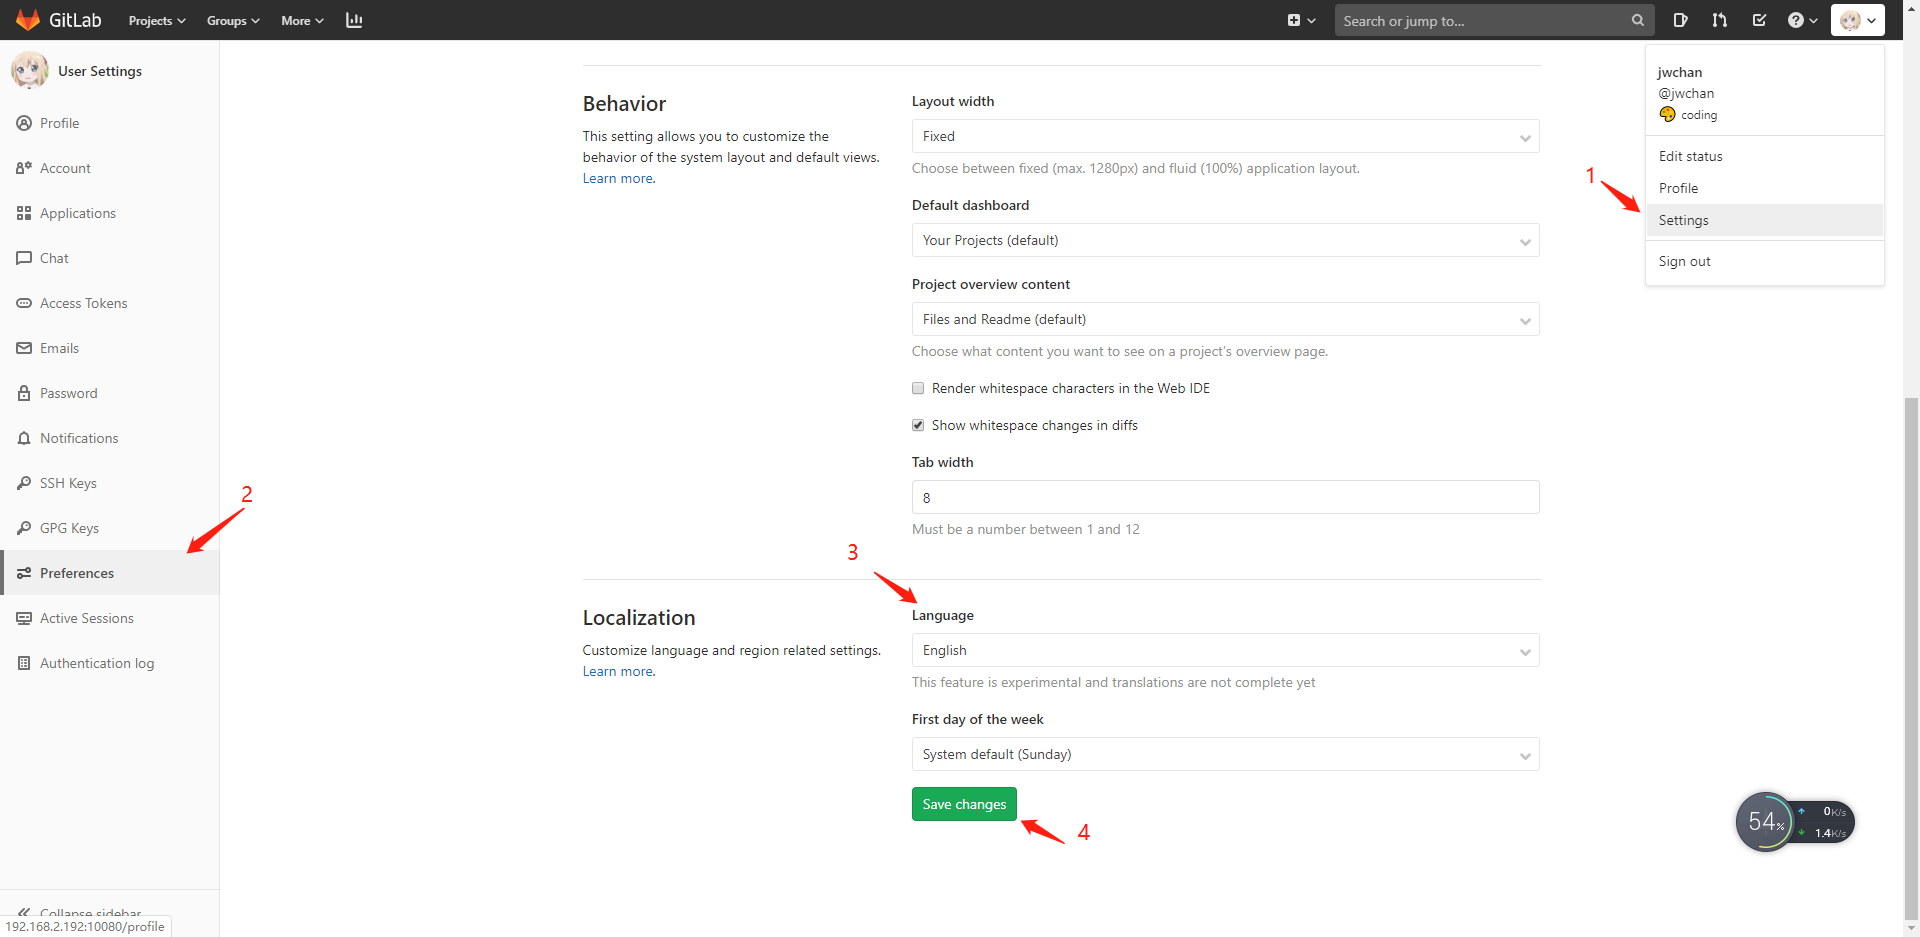 GitLab
Projects
Groups
More
Search or jump to...
User Settings
Profile
Account
Applications
Chat
Access Tokens
Emails
Password
Notifications
SSH Keys
GPG Keys
2
Preferences
Active Sessions
Authentication log
Collapse sidebar
192.168.2.192:10080/profile
Behavior
This setting allows you to customize the
behavior of the system layout and default views.
Learn more.
Layout width
Fixed
Choose between fixed (max. 1280px) and fluid (100%) application layout.
Default dashboard
Your Projects (default)
Project overview content
Files and Readme (default)
Choose what content you want to see on a project's overview page.
Render whitespace characters in the Web IDE
Show whitespace changes in diffs
Tab width
8
Must be a number between 1 and 12
3
Localization
Customize language and region related settings.
Learn more.
Language
English
This feature is experimental and translations are not complete yet
First day of the week
System default (Sunday)
Save changes
4
jwchan
@jwchan
coding
Edit status
Profile
1
Settings
Sign out
54%
0K/s
1.4K/s